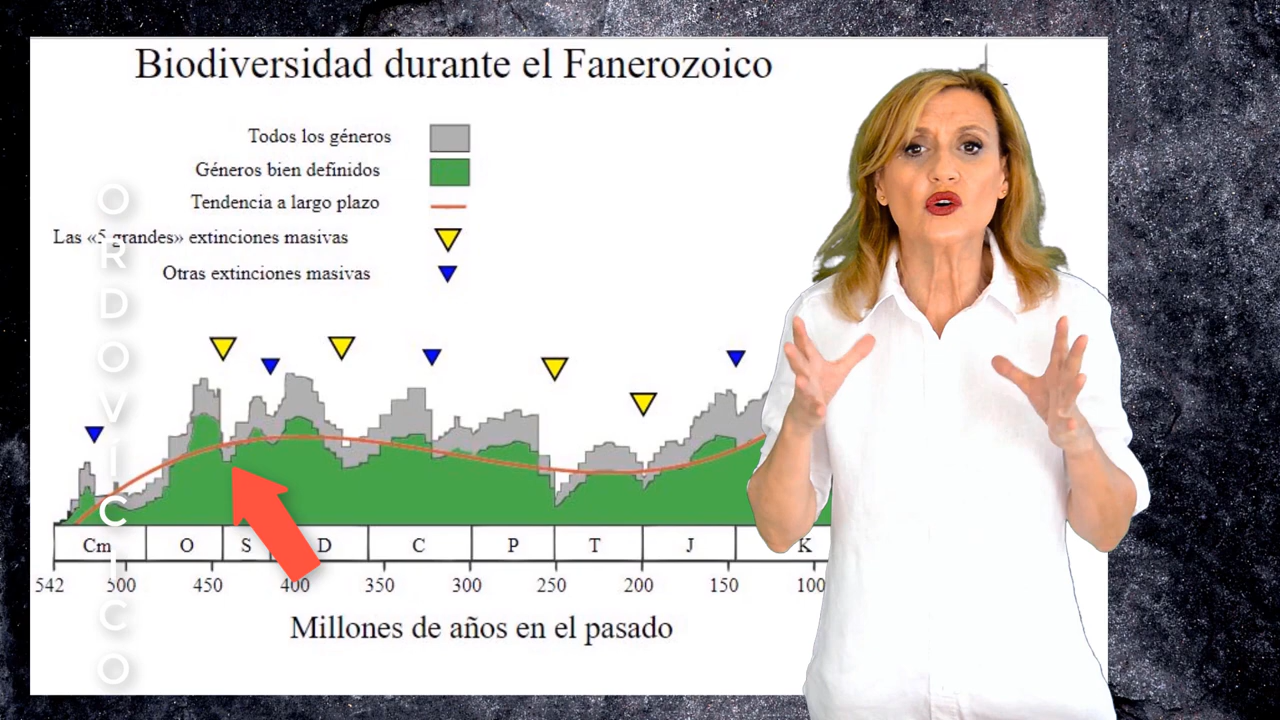 Biodiversidad durante el Fanerozoico
Todos los géneros
Géneros bien definidos
Tendencia a largo plazo
Las «5 grandes» extinciones masivas
Otras extinciones masivas
ORDOVÍCICO
Cm O S D C P T J K
542 500 450 400 350 300 250 200 150 100
Millones de años en el pasado